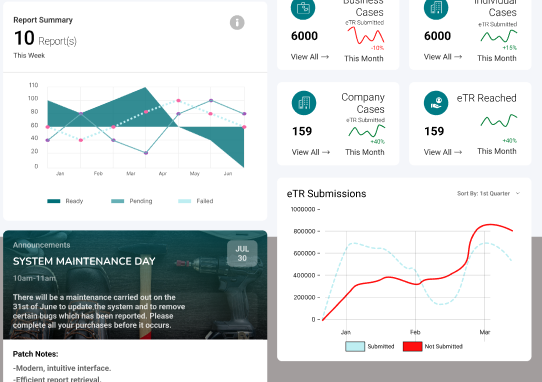 Report Summary
10 Report(s)
This Week
110
100
80
60
40
20
0
Jan
Feb
Mar
Apr
May
Jun
Ready
Pending
Failed
Announcements
SYSTEM MAINTENANCE DAY
JUL
30
10am-11am
There will be a maintenance carried out on the
31st of June to update the system and to remove
certain bugs which has been reported. Please
complete all your purchases before it occurs.
Patch Notes:
-Modern, intuitive interface.
-Efficient report retrieval.
Business
Cases
eTR Submitted
6000
-10%
View All → This Month
Individual
Cases
eTR Submitted
6000
+15%
View All → This Month
Company
Cases
eTR Submitted
159
+40%
View All → This Month
eTR Reached
159
+40%
View All → This Month
eTR Submissions
Sort By: 1st Quarter
1000000
800000
600000
400000
200000
0
Jan
Feb
Mar
Submitted
Not Submitted